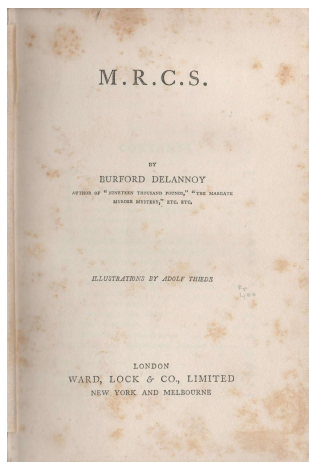 M.R.C.S.
BY
BURFORD DELANNOY
AUTHOR OF "NINETEEN THOUSAND POUNDS," "THE MARGATE
MURDER MYSTERY," ETC. ETC.
ILLUSTRATIONS BY ADOLF THIEDE
LONDON
WARD, LOCK & CO., LIMITED
NEW YORK AND MELBOURNE